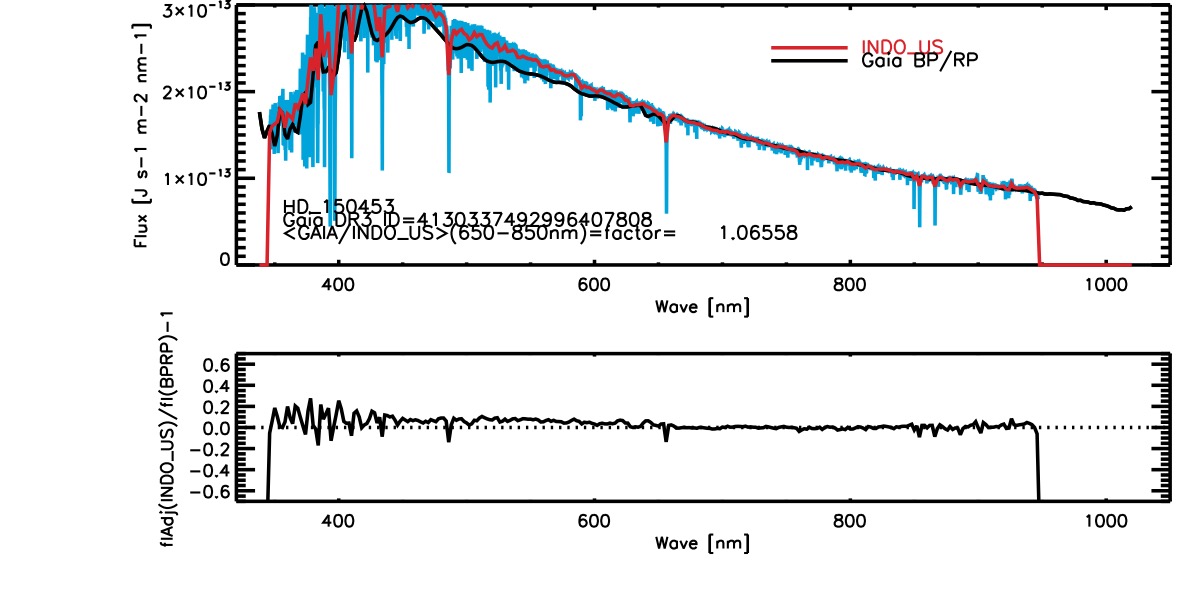 3×10−13
2×10−13
1×10−13
0
Flux [J s−1 m−2 nm−1]
INDO_US
Gaia BP/RP
HD_150453
Gaia DR3 ID=4130337492996407808
<GAIA/INDO_US>(650−850nm)=factor= 1.06558
400 600 800 1000
Wave [nm]
0.6
0.4
0.2
0.0
−0.2
−0.4
−0.6
flAdj(INDO_US)/fl(BPRP)−1
400 600 800 1000
Wave [nm]